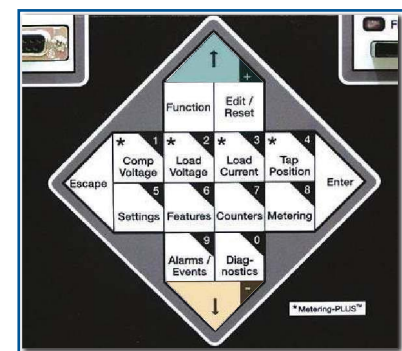 ↑
+
Function
Edit /
Reset
* 1
Comp
Voltage
* 2
Load
Voltage
* 3
Load
Current
* 4
Tap
Position
Escape
Enter
5
Settings
6
Features
7
Counters
8
Metering
9
Alarms /
Events
0
Diag-
nostics
↓
-
*Metering-PLUS™
F